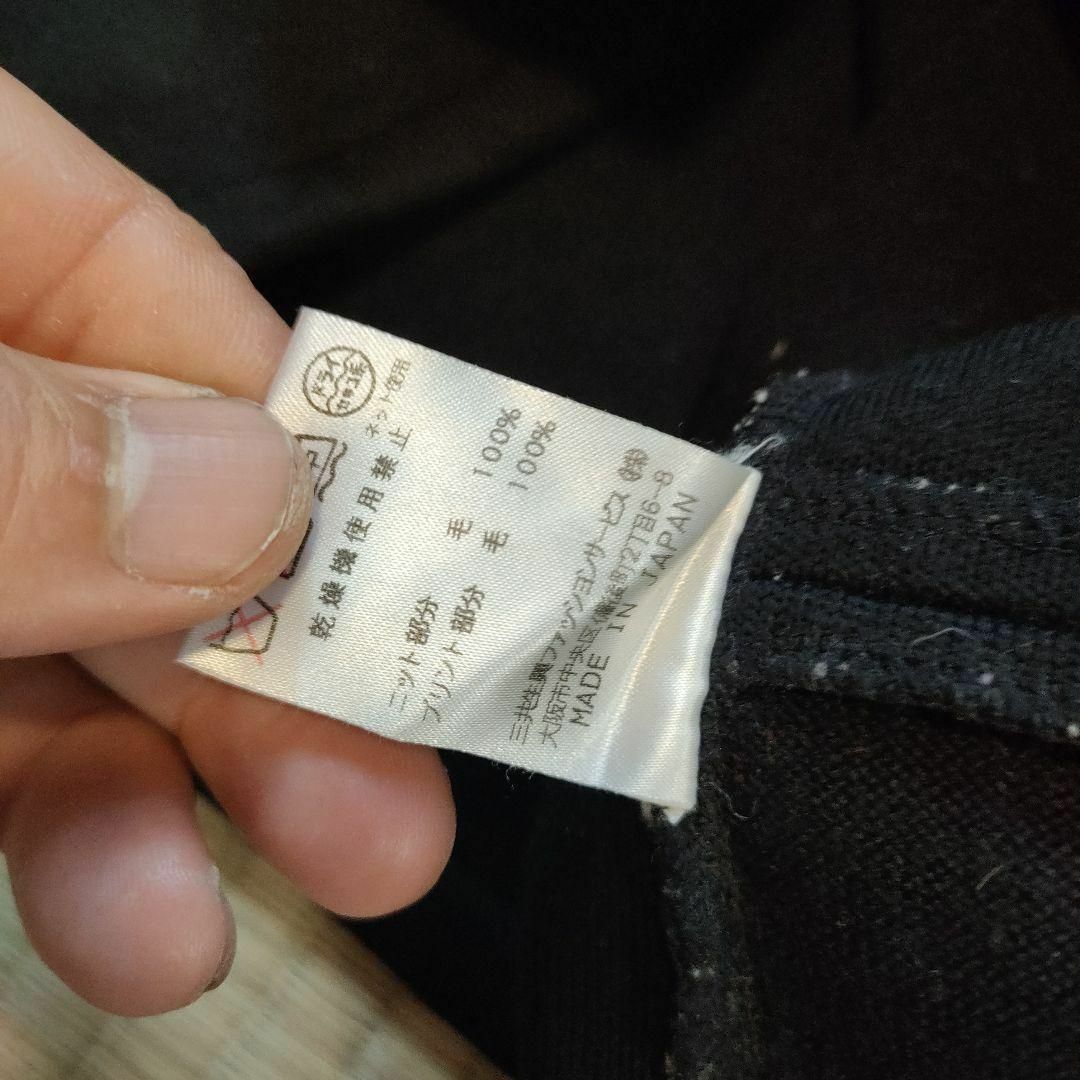 ドライ
ネット使用
乾燥機使用禁止
ニット部分 毛 100%
プリント部分 毛 100%
三共生興ファッションサービス㈱
大阪市中央区 町2丁目6-8
MADE IN JAPAN